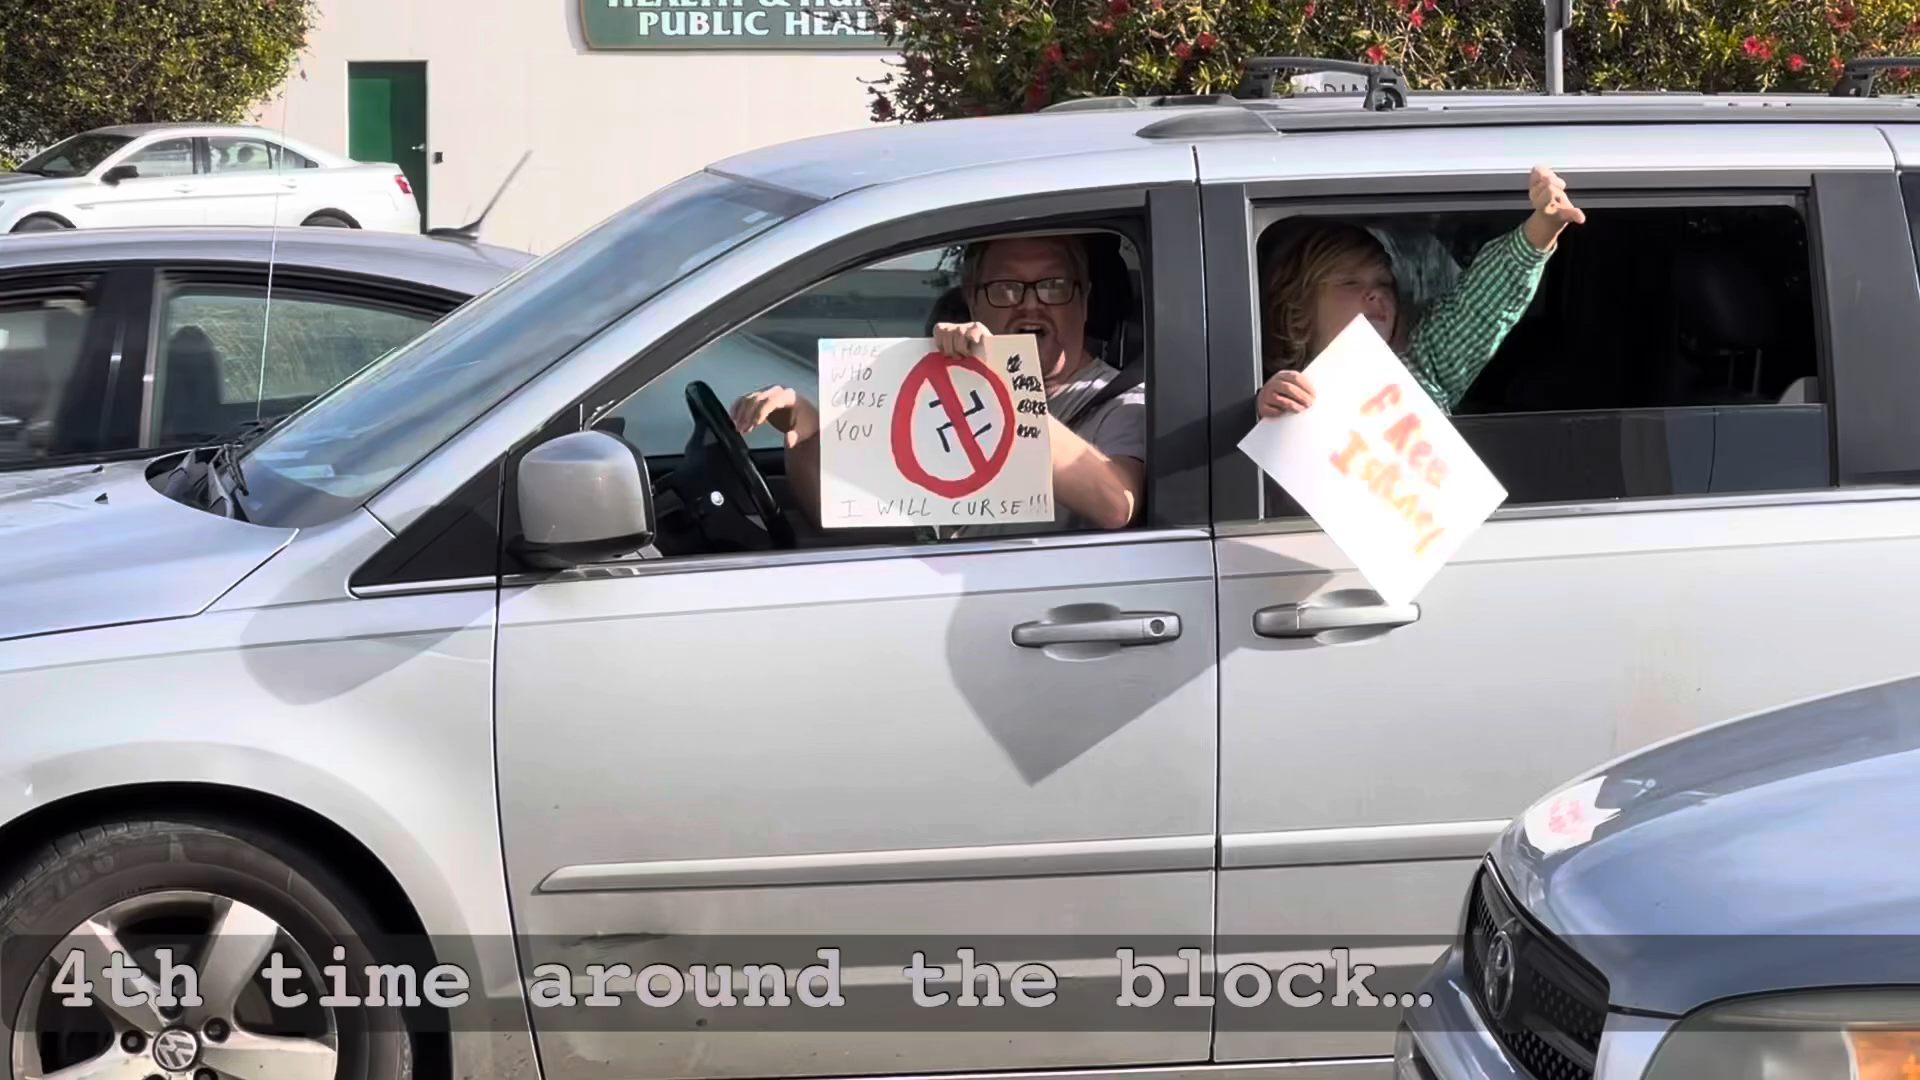 PUBLIC HEAL
THOSE
WHO
CURSE
YOU
I WILL CURSE!!!
FREE
ISRAEL
4th time around the block…